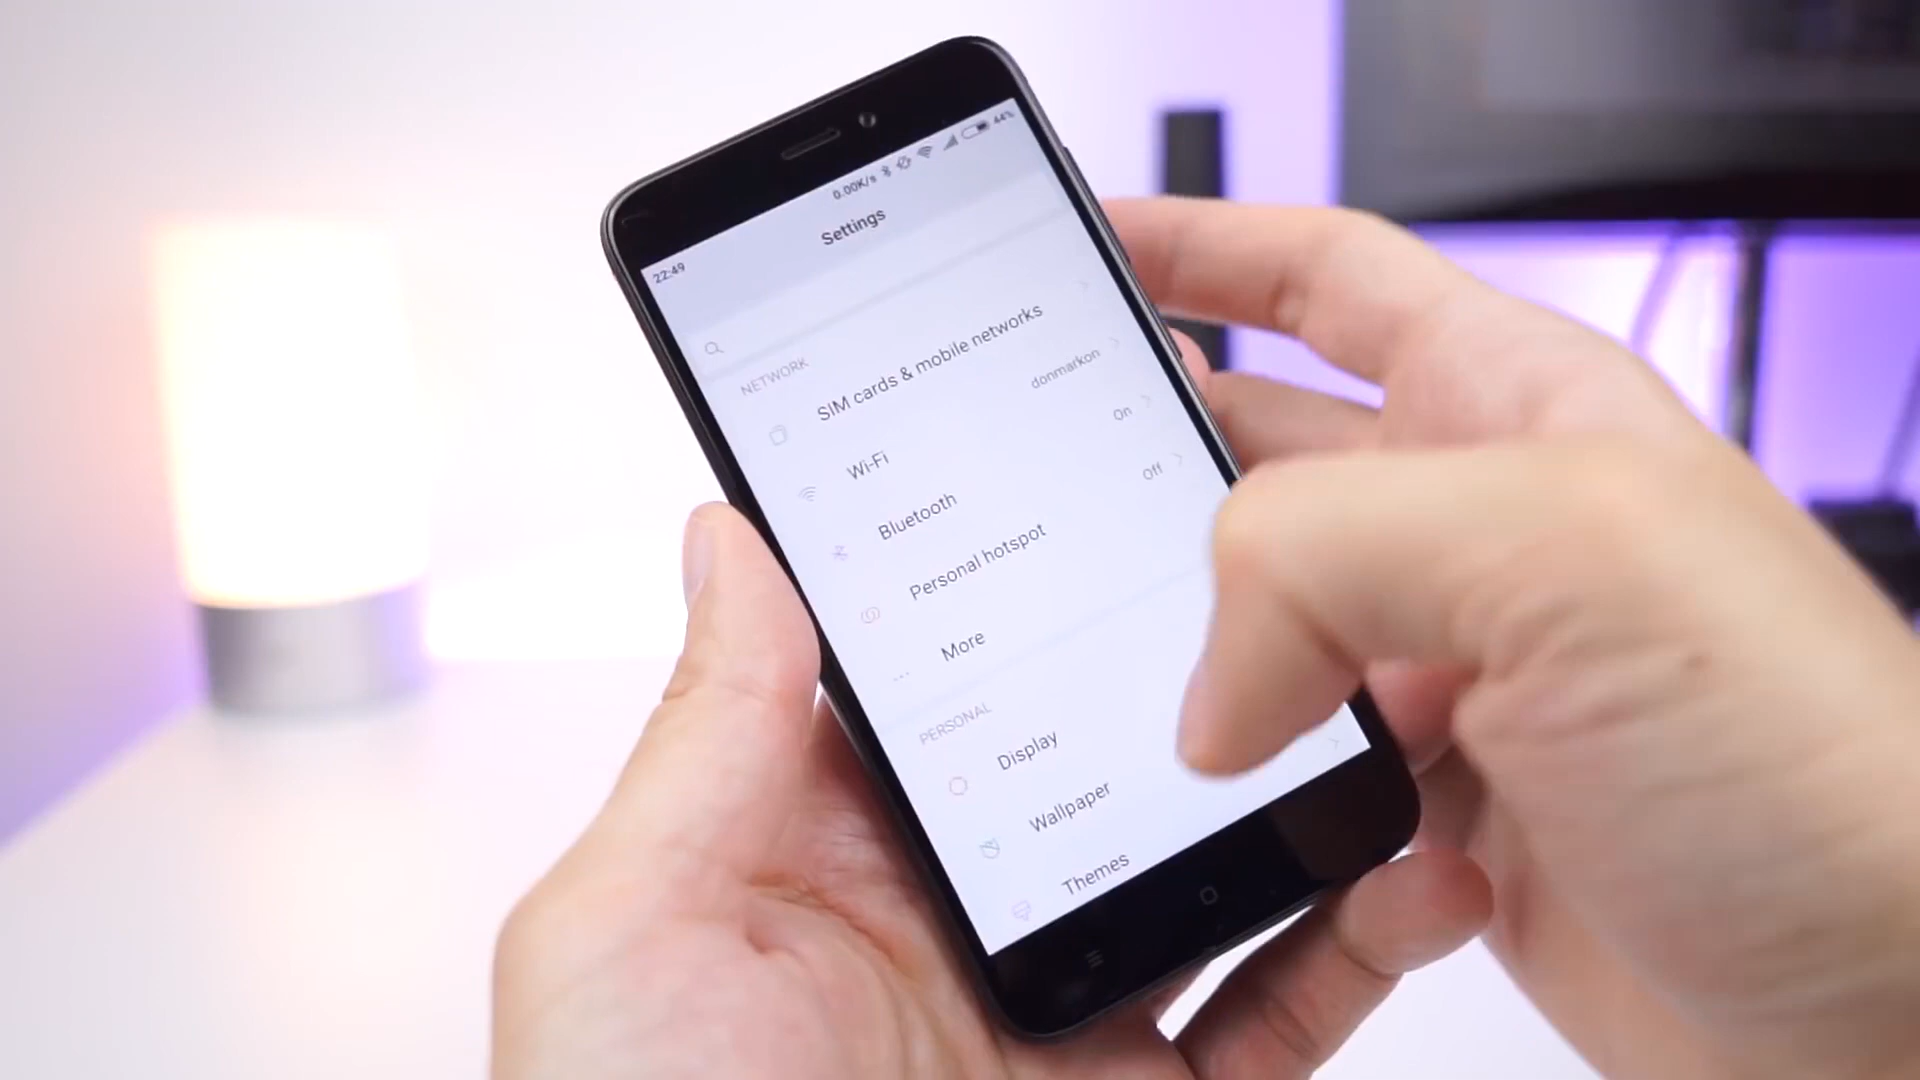 22:49
0.00K/s
44%
Settings
NETWORK
SIM cards & mobile networks
Wi-Fi
donmarkon
Bluetooth
On
Personal hotspot
Off
More
PERSONAL
Display
Wallpaper
Themes